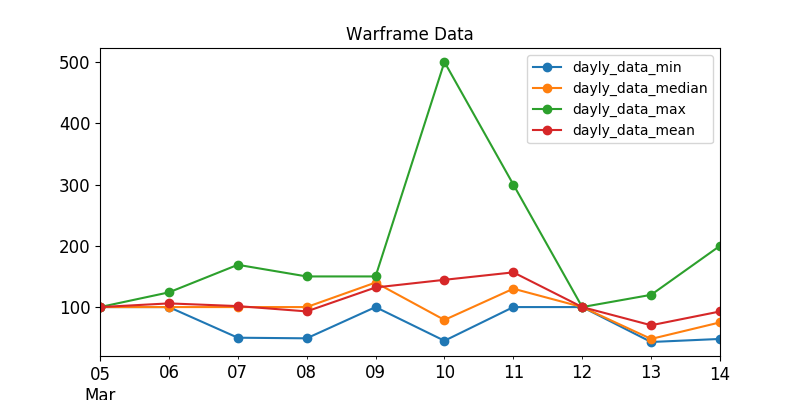 Warframe Data
dayly_data_min
dayly_data_median
dayly_data_max
dayly_data_mean
500
400
300
200
100
05 06 07 08 09 10 11 12 13 14
Mar